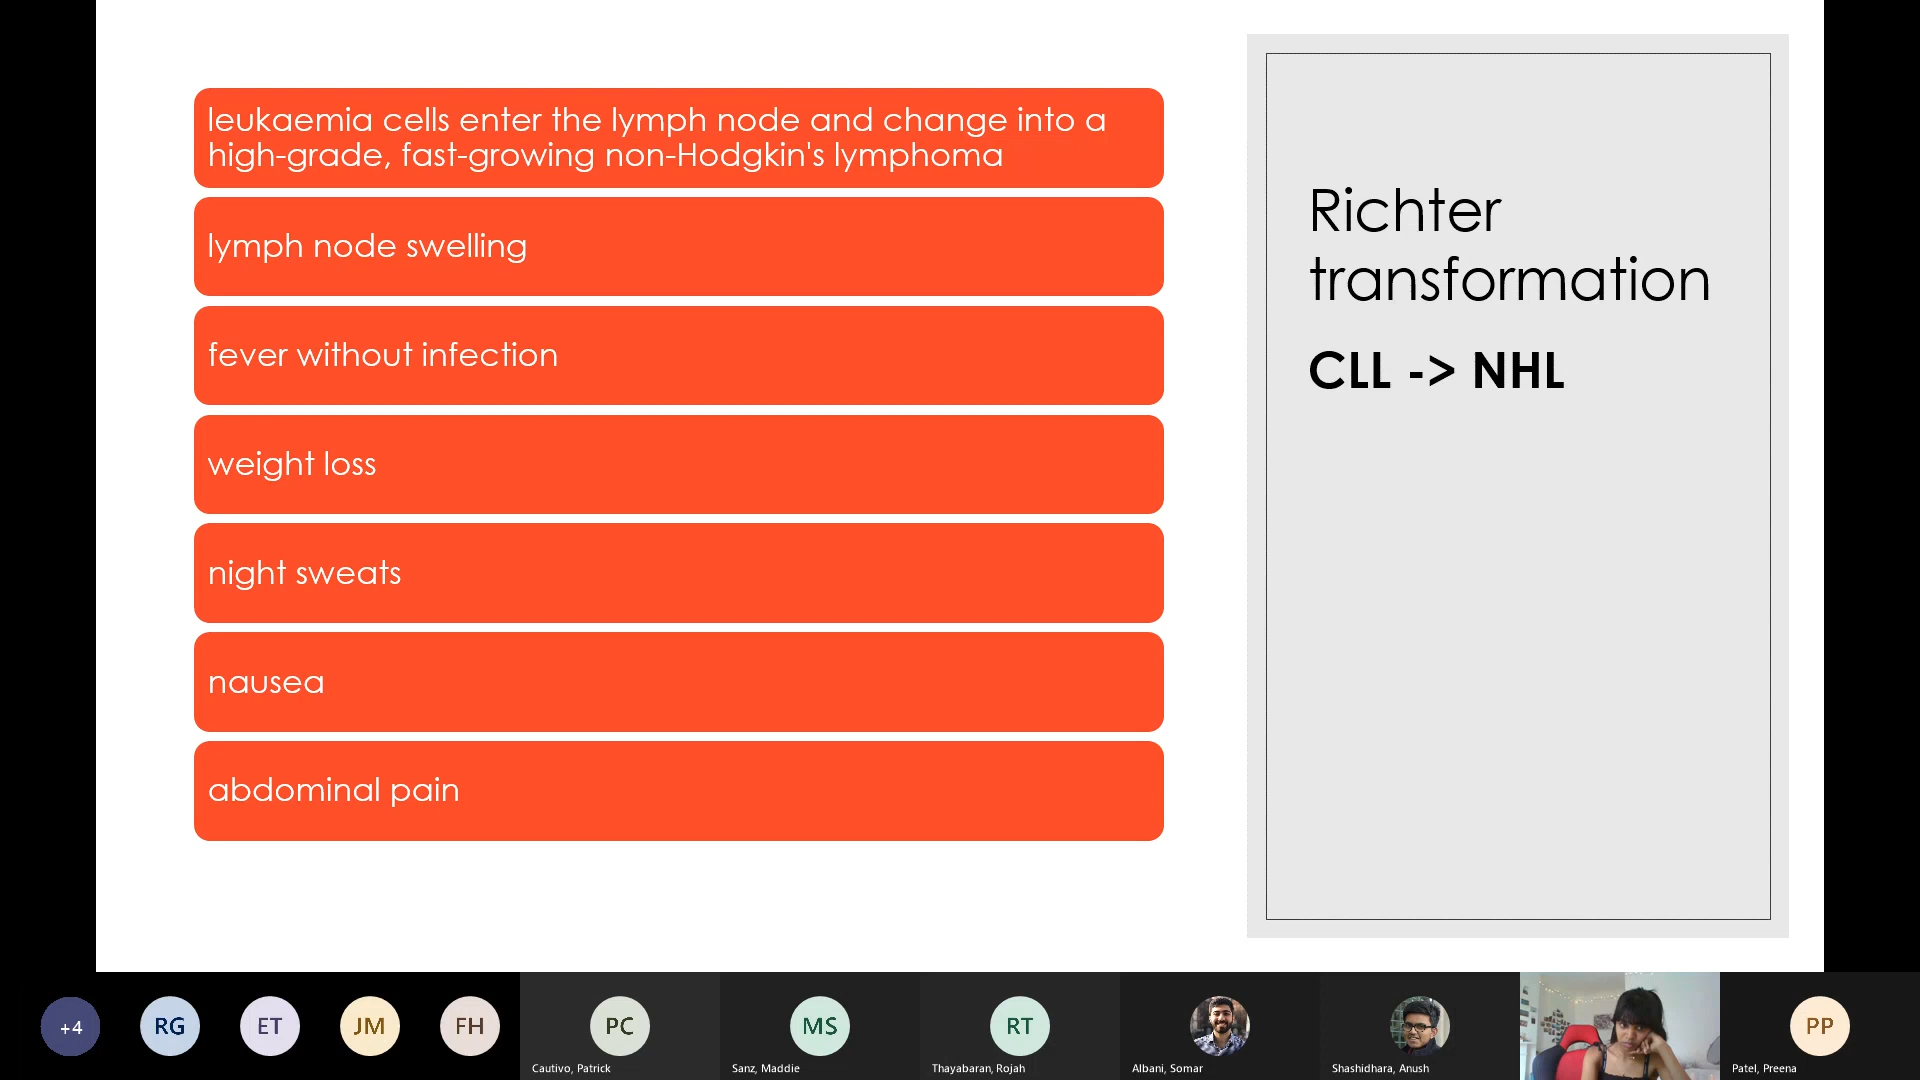 leukaemia cells enter the lymph node and change into a
high-grade, fast-growing non-Hodgkin's lymphoma
lymph node swelling
fever without infection
weight loss
night sweats
nausea
abdominal pain
Richter
transformation
CLL -> NHL
+4
RG
ET
JM
FH
PC
Cautivo, Patrick
MS
Sanz, Maddie
RT
Thayabaran, Rojah
Albani, Somar
Shashidhara, Anush
PP
Patel, Preena